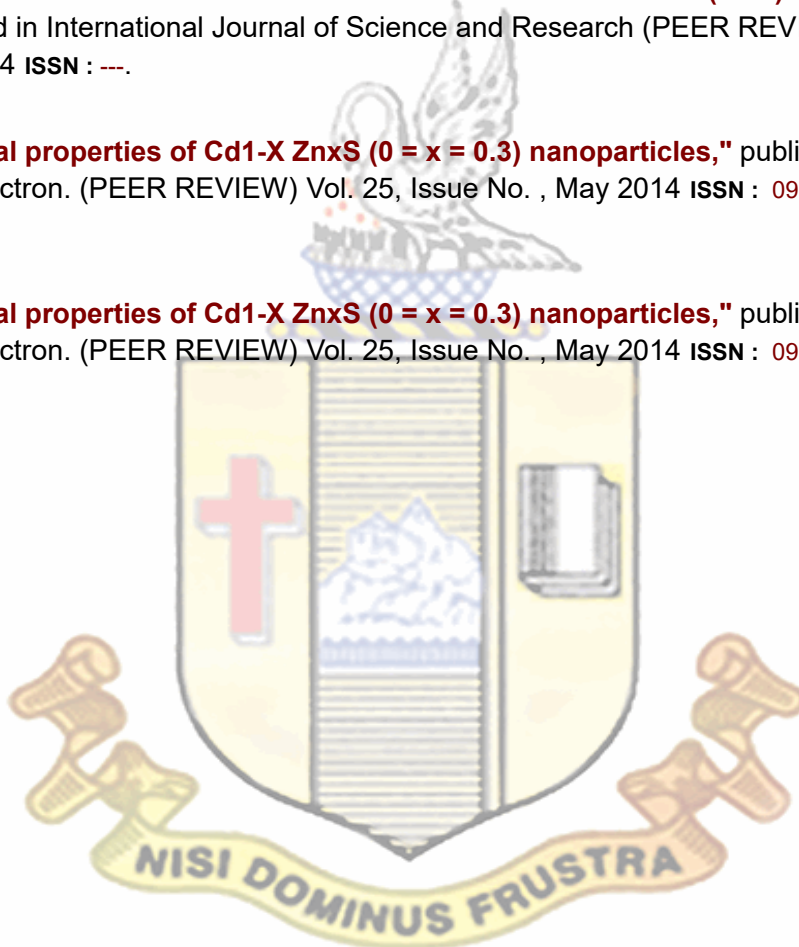 d in International Journal of Science and Research (PEER REV
4 ISSN : ---.
al properties of Cd1-X ZnxS (0 = x = 0.3) nanoparticles," publi
ctron. (PEER REVIEW) Vol. 25, Issue No. , May 2014 ISSN : 09
al properties of Cd1-X ZnxS (0 = x = 0.3) nanoparticles," publi
ctron. (PEER REVIEW) Vol. 25, Issue No. , May 2014 ISSN : 09
NISI DOMINUS FRUSTRA